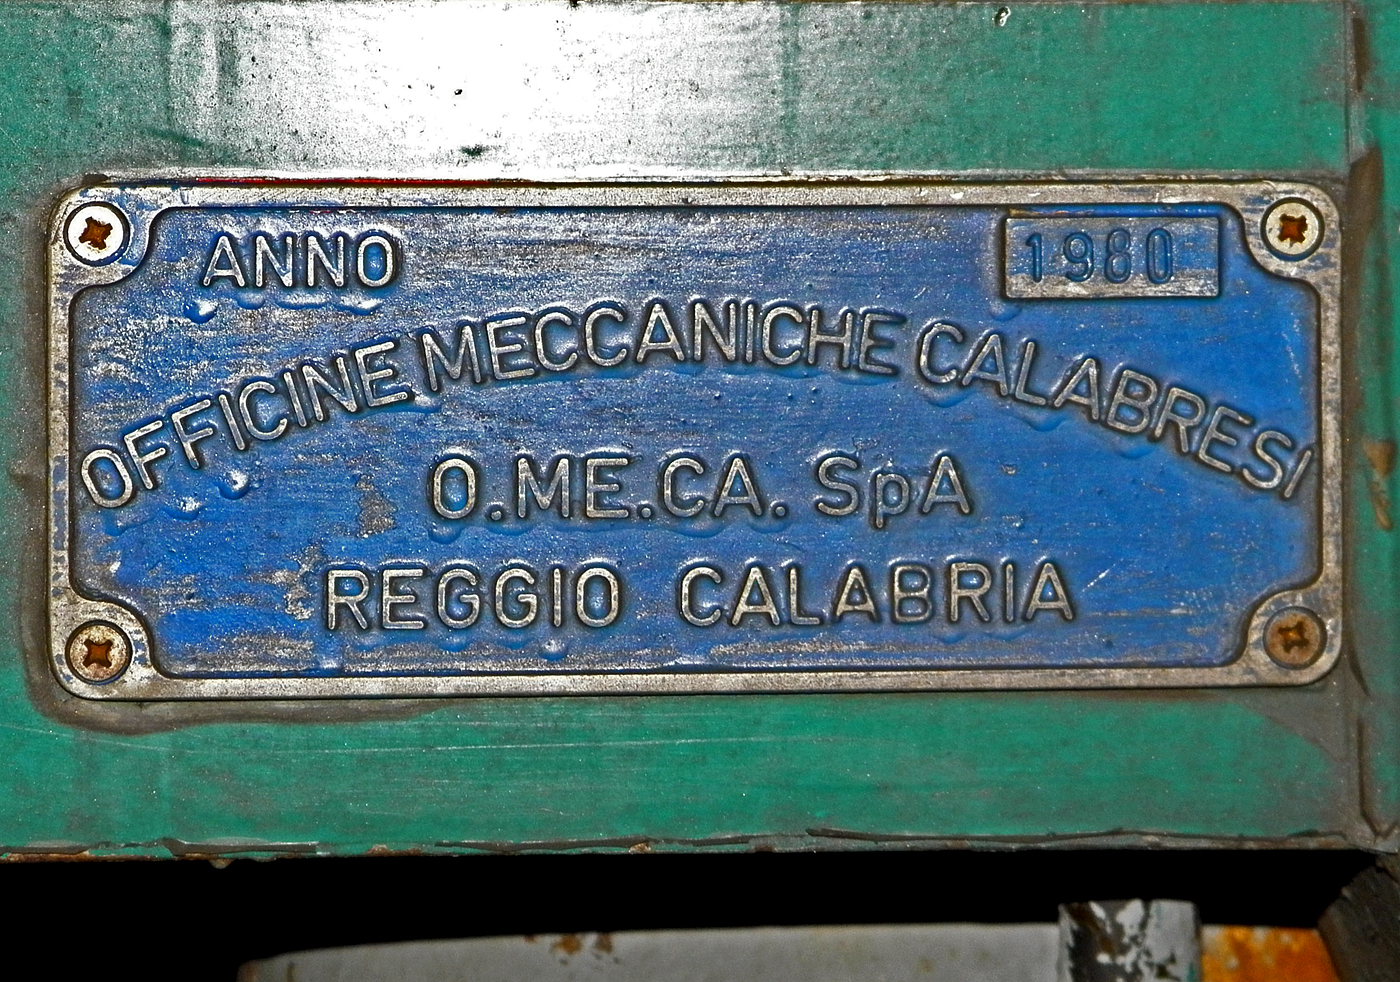 ANNO 1980
OFFICINE MECCANICHE CALABRESI
O.ME.CA. SpA
REGGIO CALABRIA